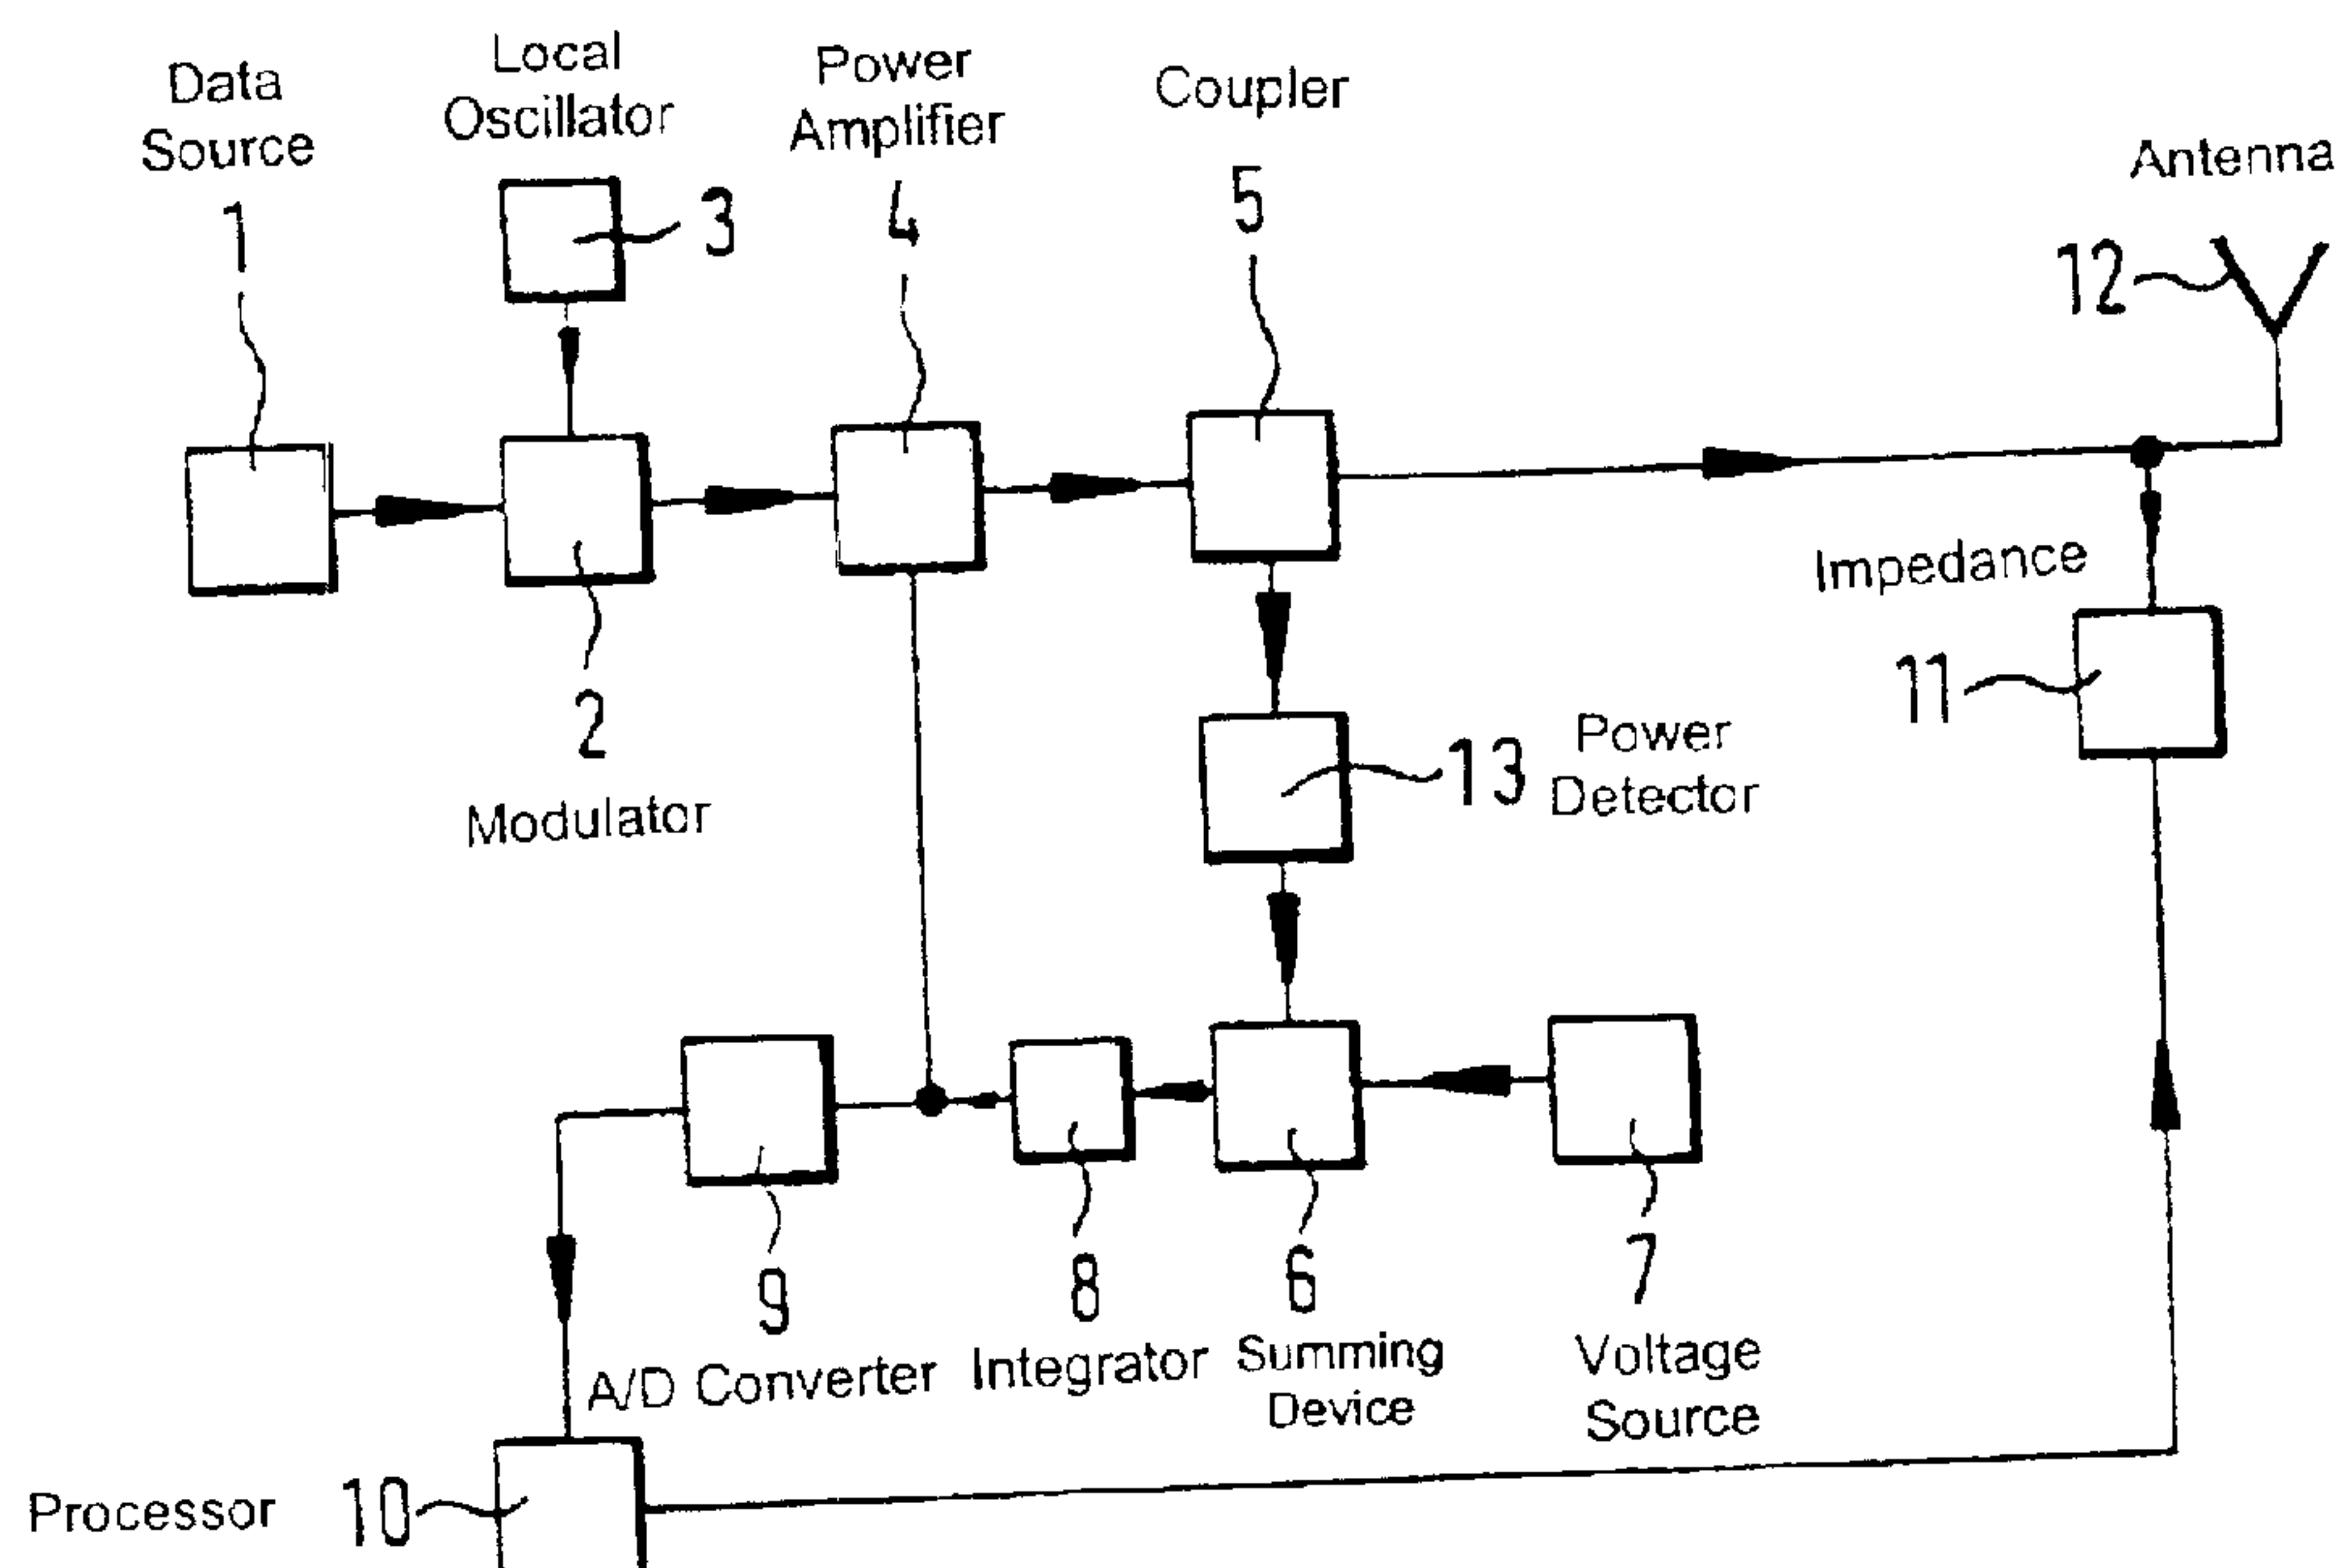 Data
Source
1
Local
Oscillator
3
Power
Amplifier
4
Coupler
5
Antenna
12
2
Modulator
Impedance
11
13
Power
Detector
9
A/D Converter
8
Integrator
6
Summing
Device
7
Voltage
Source
Processor
10